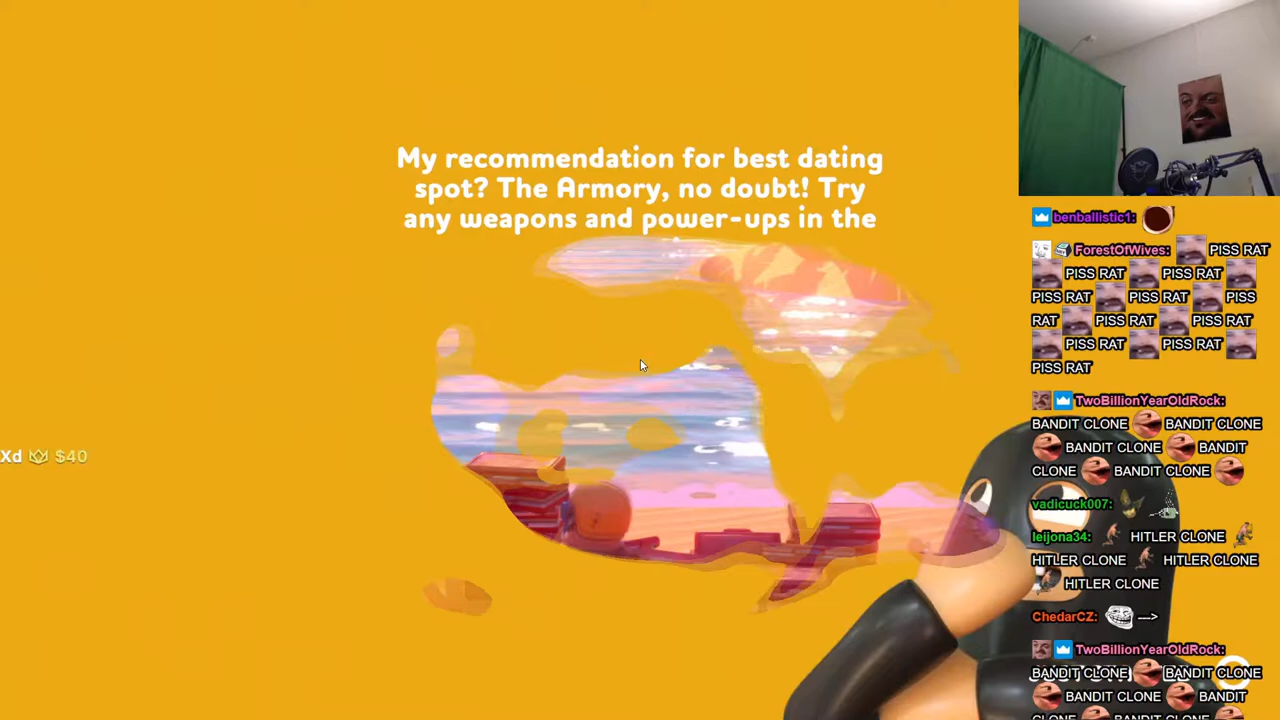 My recommendation for best dating
spot? The Armory, no doubt! Try
any weapons and power-ups in the
Xd $40
benballistic1:
ForestOfWives: PISS RAT
PISS RAT PISS RAT
PISS RAT PISS RAT PISS
RAT PISS RAT PISS RAT
PISS RAT PISS RAT
PISS RAT
TwoBillionYearOldRock:
BANDIT CLONE BANDIT CLONE
BANDIT CLONE BANDIT
CLONE BANDIT CLONE
vadicuck007:
leijona34: HITLER CLONE
HITLER CLONE HITLER CLONE
HITLER CLONE
ChedarCZ: --->
TwoBillionYearOldRock:
BANDIT CLONE BANDIT CLONE
BANDIT CLONE BANDIT
CLONE BANDIT CLONE